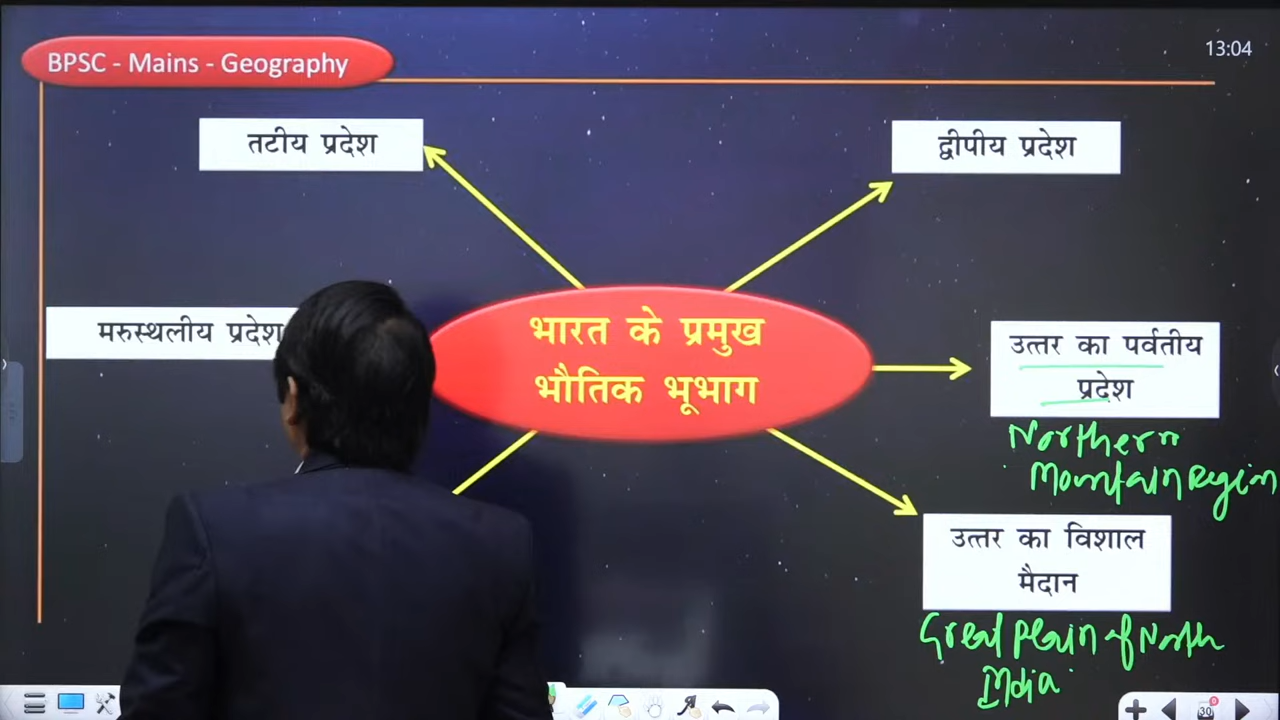 BPSC - Mains - Geography
13:04
तटीय प्रदेश
द्वीपीय प्रदेश
मरुस्थलीय प्रदेश
भारत के प्रमुख
भौतिक भूभाग
उत्तर का पर्वतीय
प्रदेश
Northern
Mountain Region
उत्तर का विशाल
मैदान
Great Plain of North
India
30